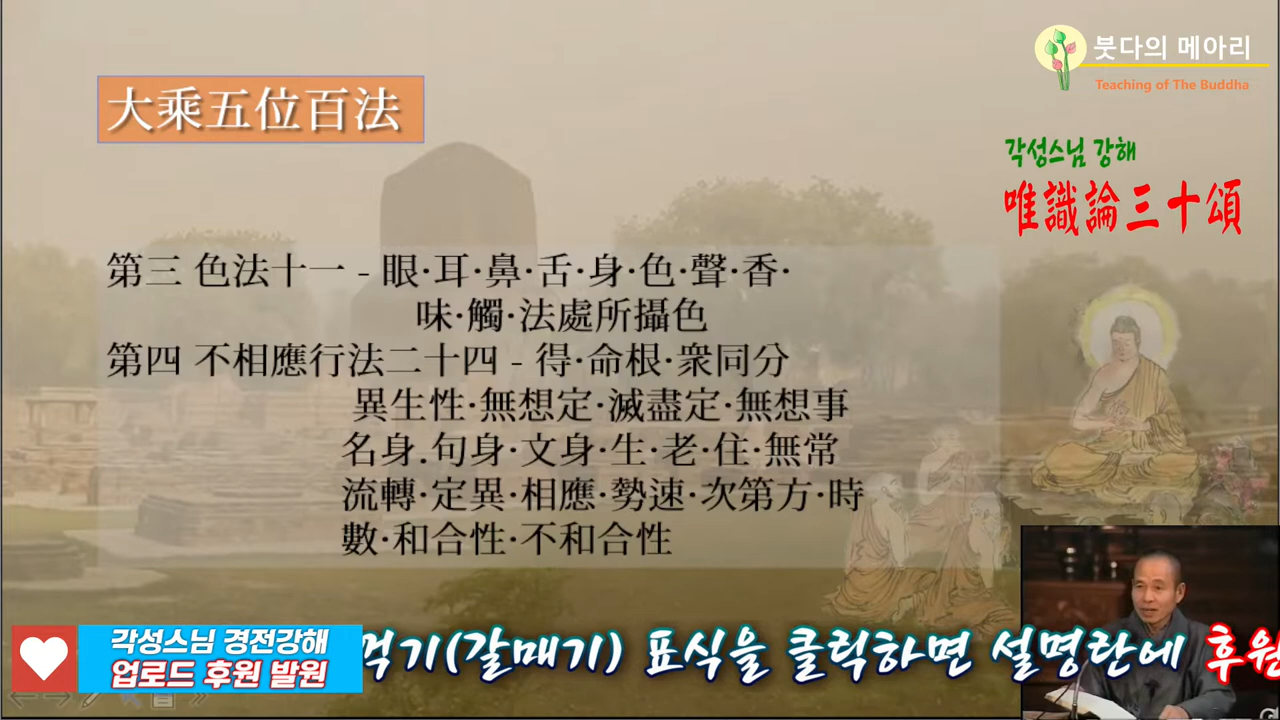 붓다의 메아리
Teaching of The Buddha
大乘五位百法
각성스님 강해
唯識論三十頌
第三 色法十一 - 眼·耳·鼻·舌·身·色·聲·香·
味·觸·法處所攝色
第四 不相應行法二十四 - 得·命根·衆同分
異生性·無想定·滅盡定·無想事
名身.句身·文身·生·老·住·無常
流轉·定異·相應·勢速·次第方·時
數·和合性·不和合性
각성스님 경전강해
업로드 후원 발원
꺽기(갈매기) 표식을 클릭하면 설명란에 후원